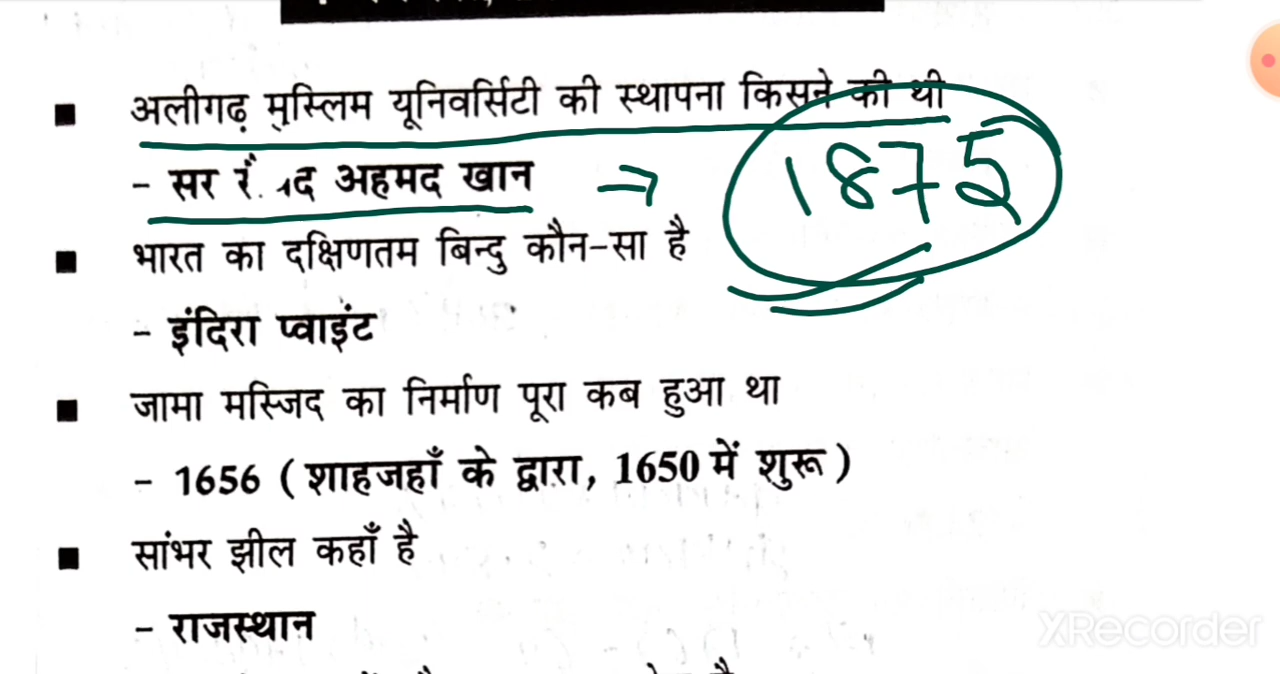 अलीगढ़ मुस्लिम यूनिवर्सिटी की स्थापना किसने की थी
- सर अहमद खान ⇒ 1875
भारत का दक्षिणतम बिन्दु कौन-सा है
- इंदिरा प्वाइंट
जामा मस्जिद का निर्माण पूरा कब हुआ था
- 1656 ( शाहजहाँ के द्वारा, 1650 में शुरू )
सांभर झील कहाँ है
- राजस्थान
XRecorder